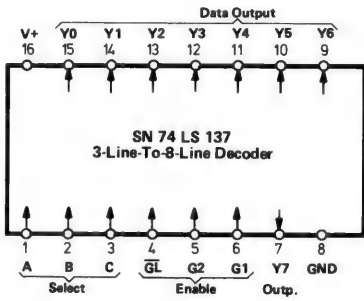 Data Output
V+ Y0 Y1 Y2 Y3 Y4 Y5 Y6
16 15 14 13 12 11 10 9
SN 74 LS 137
3-Line-To-8-Line Decoder
1 2 3 4 5 6 7 8
A B C G̅L̅ G2 G1 Y7 GND
Select Enable Outp.